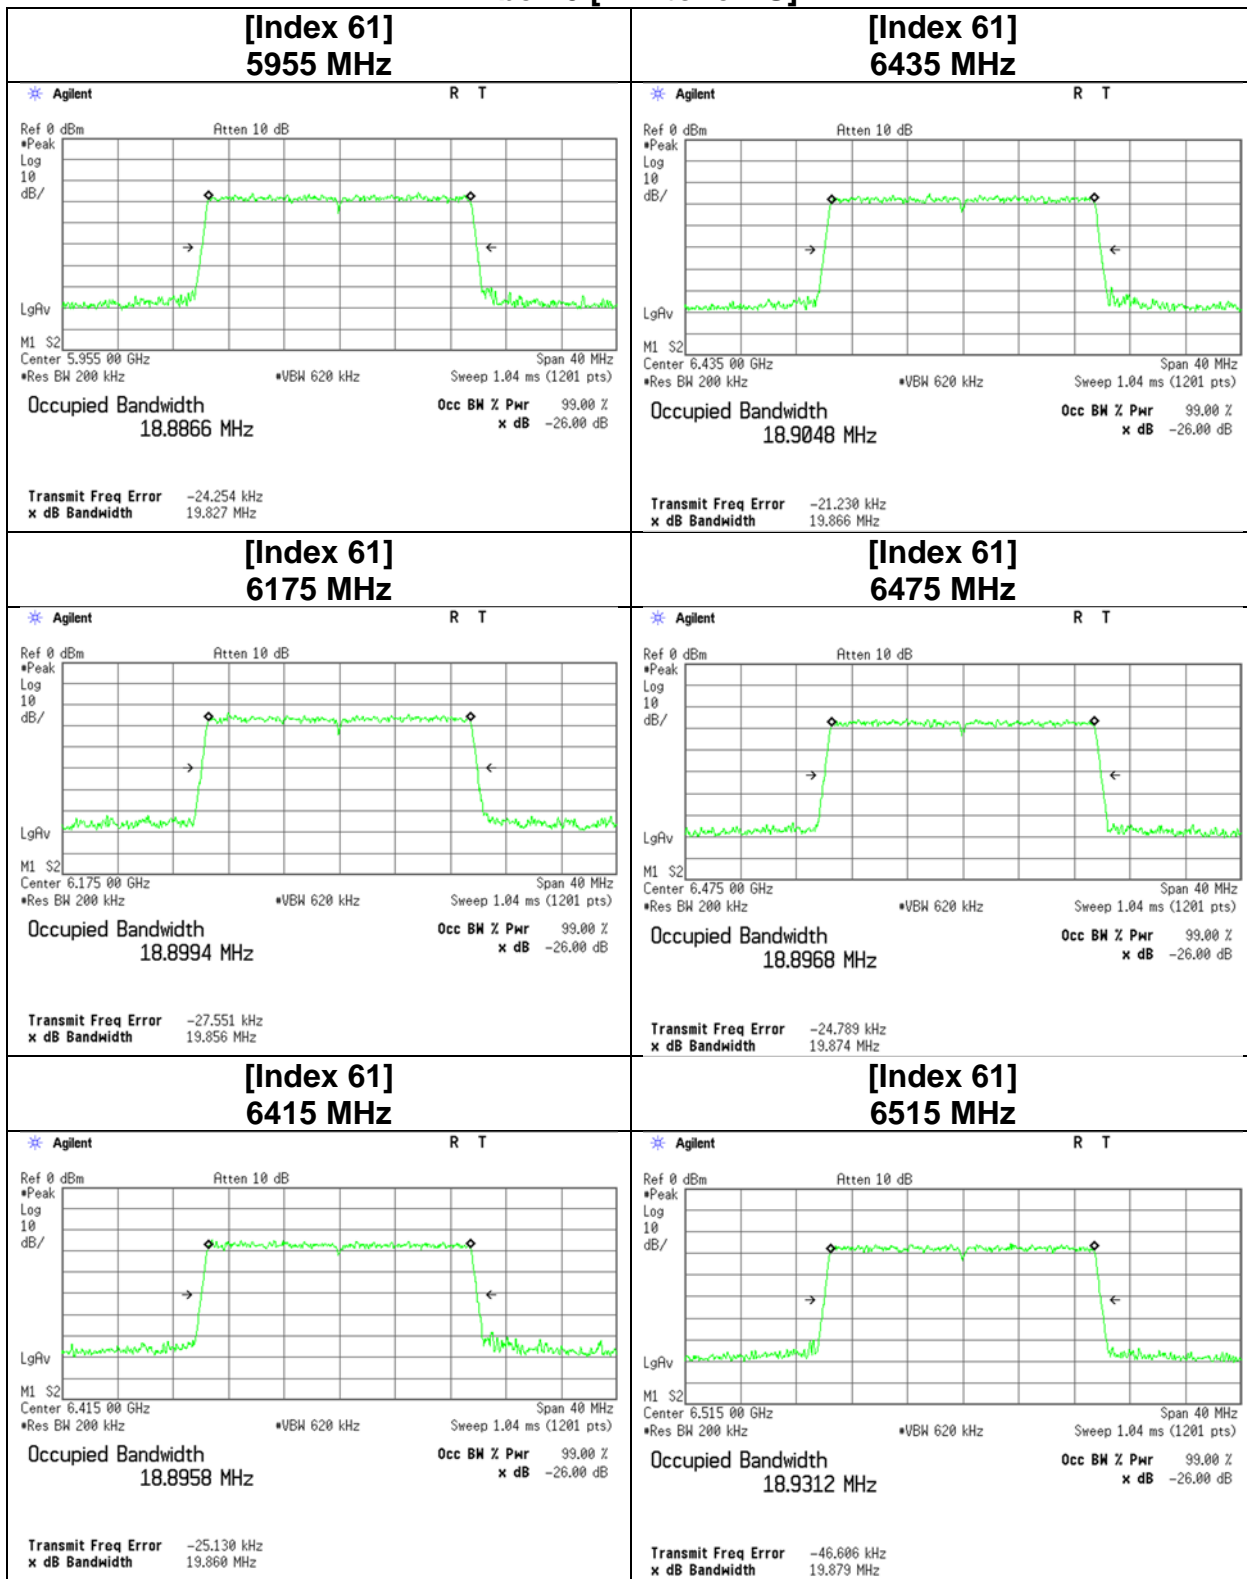 [Index 61]
5955 MHz
Agilent R T
Ref 0 dBm Atten 10 dB
#Peak
Log
10
dB/
LgAv
M1 S2
Center 5.955 00 GHz Span 40 MHz
#Res BW 200 kHz #VBW 620 kHz Sweep 1.04 ms (1201 pts)
Occupied Bandwidth Occ BW % Pwr 99.00 %
18.8866 MHz x dB -26.00 dB
Transmit Freq Error -24.254 kHz
x dB Bandwidth 19.827 MHz
[Index 61]
6435 MHz
Agilent R T
Ref 0 dBm Atten 10 dB
#Peak
Log
10
dB/
LgAv
M1 S2
Center 6.435 00 GHz Span 40 MHz
#Res BW 200 kHz #VBW 620 kHz Sweep 1.04 ms (1201 pts)
Occupied Bandwidth Occ BW % Pwr 99.00 %
18.9048 MHz x dB -26.00 dB
Transmit Freq Error -21.230 kHz
x dB Bandwidth 19.866 MHz
[Index 61]
6175 MHz
Agilent R T
Ref 0 dBm Atten 10 dB
#Peak
Log
10
dB/
LgAv
M1 S2
Center 6.175 00 GHz Span 40 MHz
#Res BW 200 kHz #VBW 620 kHz Sweep 1.04 ms (1201 pts)
Occupied Bandwidth Occ BW % Pwr 99.00 %
18.8994 MHz x dB -26.00 dB
Transmit Freq Error -27.551 kHz
x dB Bandwidth 19.856 MHz
[Index 61]
6475 MHz
Agilent R T
Ref 0 dBm Atten 10 dB
#Peak
Log
10
dB/
LgAv
M1 S2
Center 6.475 00 GHz Span 40 MHz
#Res BW 200 kHz #VBW 620 kHz Sweep 1.04 ms (1201 pts)
Occupied Bandwidth Occ BW % Pwr 99.00 %
18.8968 MHz x dB -26.00 dB
Transmit Freq Error -24.789 kHz
x dB Bandwidth 19.874 MHz
[Index 61]
6415 MHz
Agilent R T
Ref 0 dBm Atten 10 dB
#Peak
Log
10
dB/
LgAv
M1 S2
Center 6.415 00 GHz Span 40 MHz
#Res BW 200 kHz #VBW 620 kHz Sweep 1.04 ms (1201 pts)
Occupied Bandwidth Occ BW % Pwr 99.00 %
18.8958 MHz x dB -26.00 dB
Transmit Freq Error -25.130 kHz
x dB Bandwidth 19.860 MHz
[Index 61]
6515 MHz
Agilent R T
Ref 0 dBm Atten 10 dB
#Peak
Log
10
dB/
LgAv
M1 S2
Center 6.515 00 GHz Span 40 MHz
#Res BW 200 kHz #VBW 620 kHz Sweep 1.04 ms (1201 pts)
Occupied Bandwidth Occ BW % Pwr 99.00 %
18.9312 MHz x dB -26.00 dB
Transmit Freq Error -46.606 kHz
x dB Bandwidth 19.879 MHz